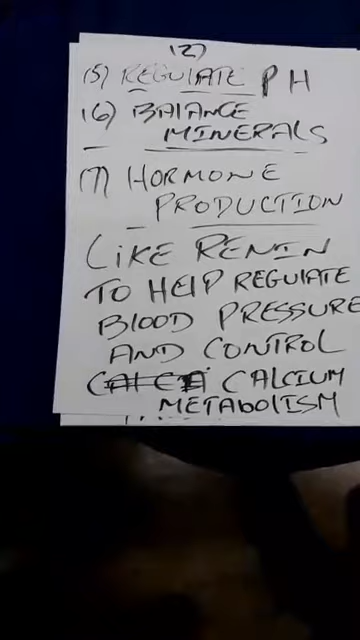 (2)
(5) REGULATE PH
(6) BALANCE
MINERALS
(7) HORMONE
PRODUCTION
LIKE RENIN
TO HELP REGULATE
BLOOD PRESSURE
AND CONTROL
CALCIUM
METABOLISM